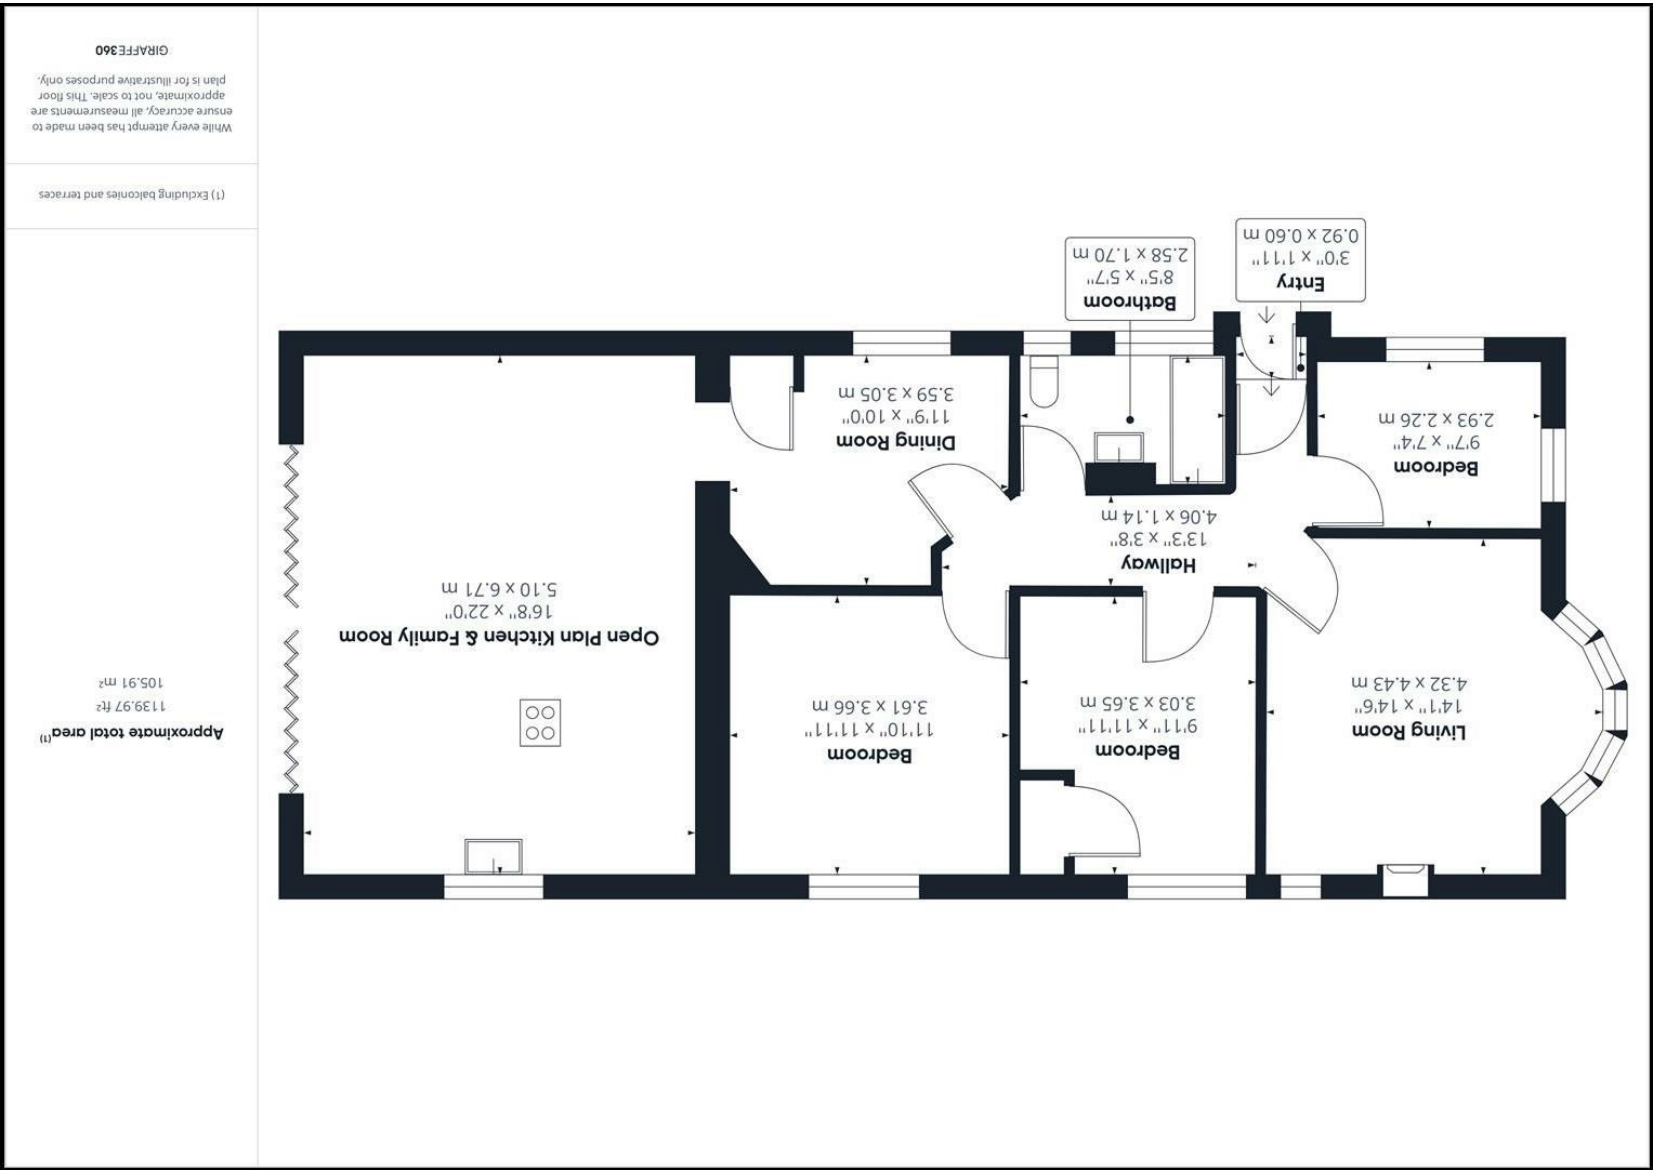 Living Room
14'1" x 14'6"
4.32 x 4.43 m
Bedroom
9'11" x 11'11"
3.03 x 3.65 m
Bedroom
11'10" x 11'11"
3.61 x 3.66 m
Open Plan Kitchen & Family Room
16'8" x 22'0"
5.10 x 6.71 m
Hallway
13'3" x 3'8"
4.06 x 1.14 m
Bedroom
9'7" x 7'4"
2.93 x 2.26 m
Dining Room
11'9" x 10'0"
3.59 x 3.05 m
Entry
3'0" x 1'11"
0.92 x 0.60 m
Bathroom
8'5" x 5'7"
2.58 x 1.70 m
Approximate total area(1)
1139.97 ft²
105.91 m²
(1) Excluding balconies and terraces
While every attempt has been made to
ensure accuracy, all measurements are
approximate, not to scale. This floor
plan is for illustrative purposes only.
GIRAFFE360